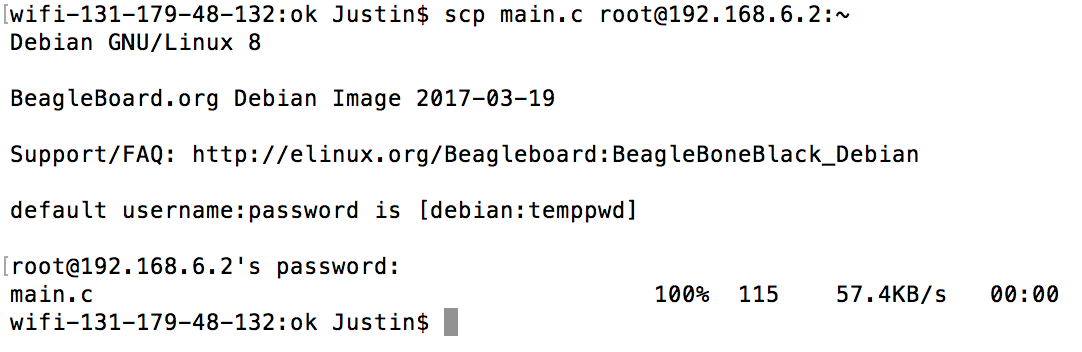 [wifi-131-179-48-132:ok Justin$ scp main.c root@192.168.6.2:~
Debian GNU/Linux 8
BeagleBoard.org Debian Image 2017-03-19
Support/FAQ: http://elinux.org/Beagleboard:BeagleBoneBlack_Debian
default username:password is [debian:temppwd]
[root@192.168.6.2's password:
main.c 100% 115 57.4KB/s 00:00
wifi-131-179-48-132:ok Justin$